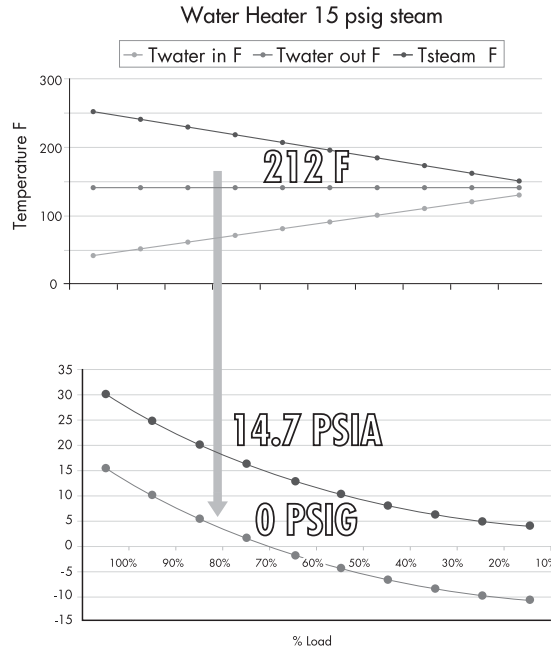 Water Heater 15 psig steam
Twater in F Twater out F Tsteam F
Temperature F
300
200
100
0
212 F
35
30
25
20
15
10
5
0
-5
-10
-15
14.7 PSIA
0 PSIG
100% 90% 80% 70% 60% 50% 40% 30% 20% 10%
% Load